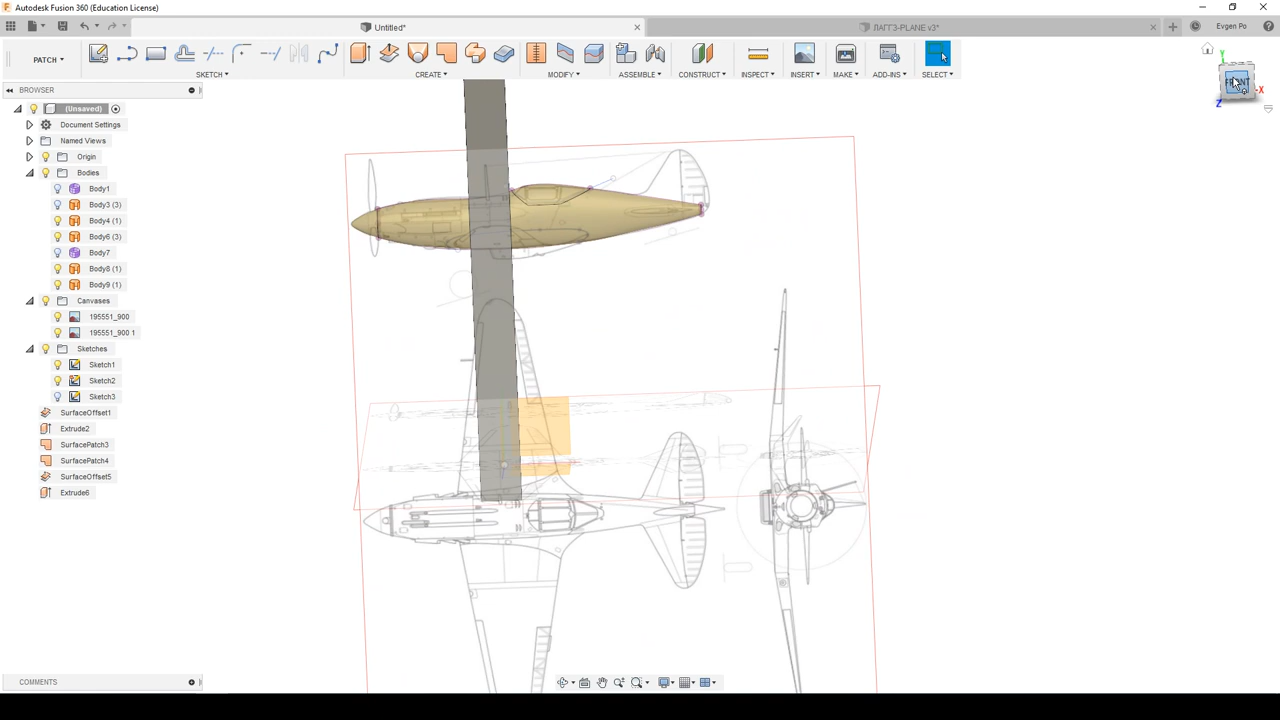 Autodesk Fusion 360 (Education License)
Untitled*
ЛАГГ3-PLANE v3*
Evgen Po
PATCH
SKETCH
CREATE
MODIFY
ASSEMBLE
CONSTRUCT
INSPECT
INSERT
MAKE
ADD-INS
SELECT
BROWSER
(Unsaved)
Document Settings
Named Views
Origin
Bodies
Body1
Body3 (3)
Body4 (1)
Body6 (3)
Body7
Body8 (1)
Body9 (1)
Canvases
195551_900
195551_900 1
Sketches
Sketch1
Sketch2
Sketch3
SurfaceOffset1
Extrude2
SurfacePatch3
SurfacePatch4
SurfaceOffset5
Extrude6
Y
FRONT
-X
Z
COMMENTS